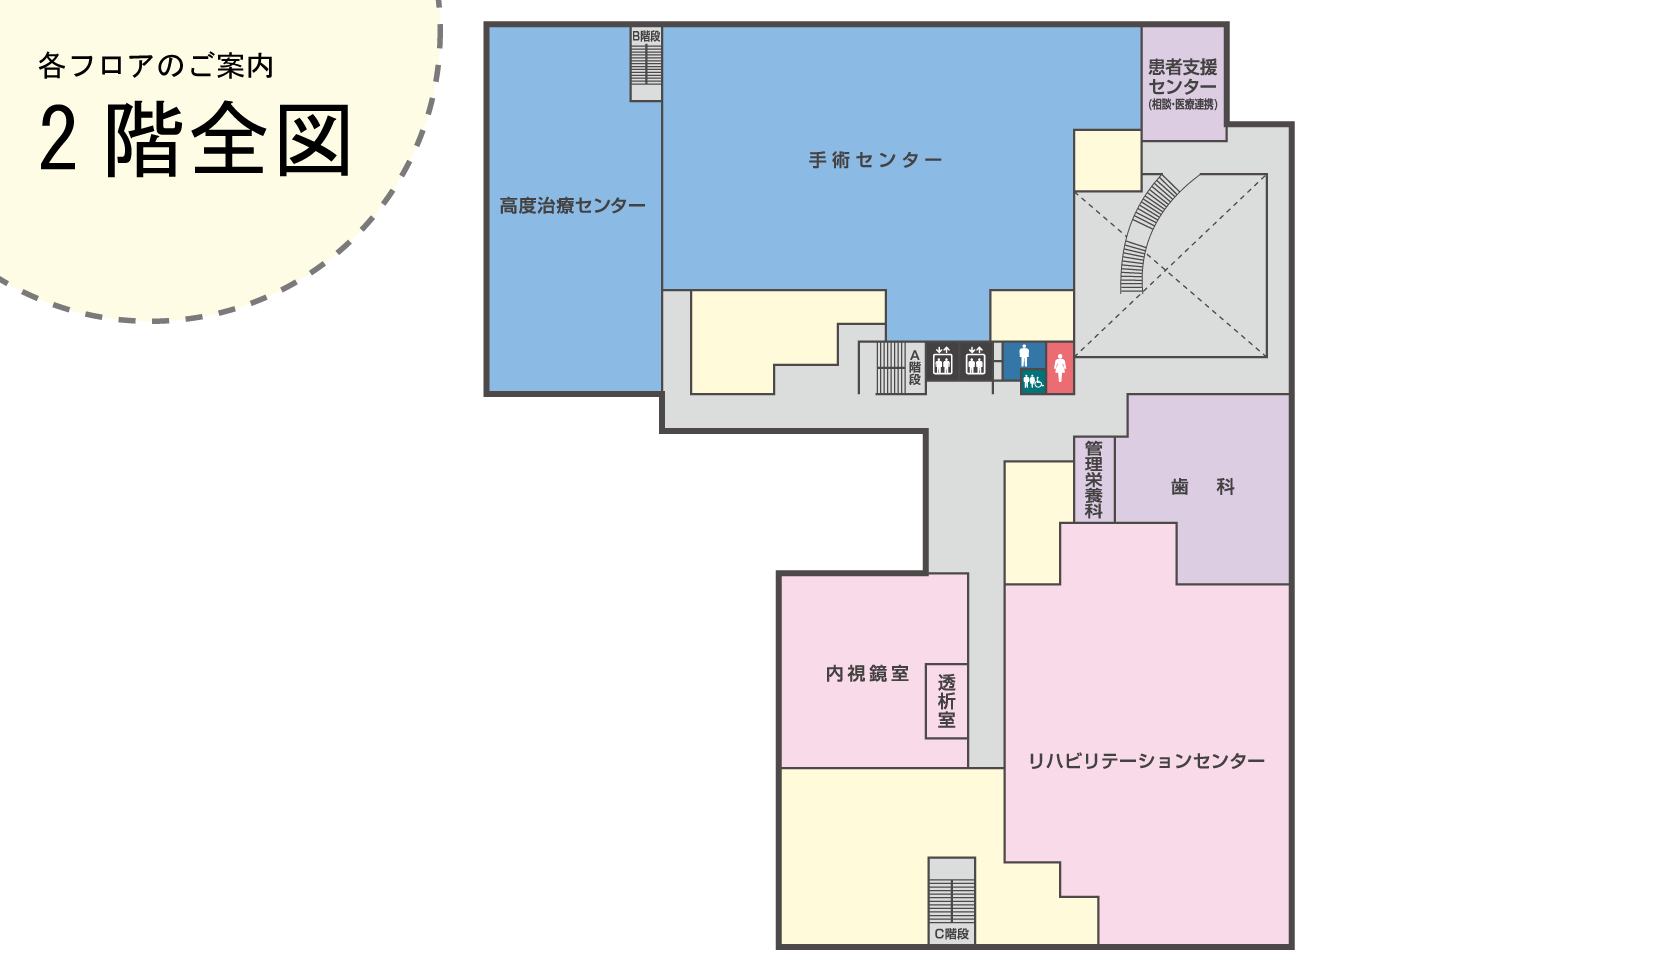 各フロアのご案内
2階全図
B階段
患者支援
センター
(相談・医療連携)
手術センター
高度治療センター
A階段
管理栄養科
歯　科
内視鏡室
透析室
リハビリテーションセンター
C階段